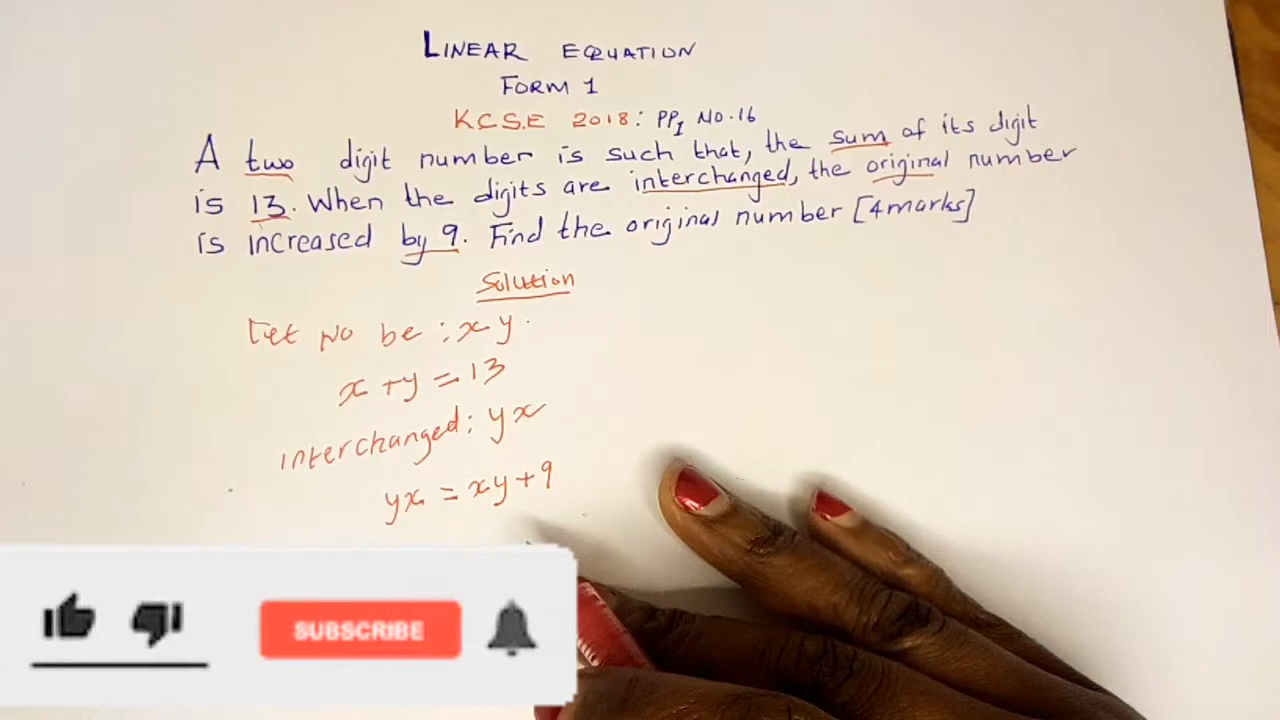 LINEAR EQUATION
FORM 1
K.C.S.E 2018: PP1 NO.16
A two digit number is such that, the sum of its digit
is 13. When the digits are interchanged, the original number
is increased by 9. Find the original number [4marks]
Solution
Let No be: xy.
x + y = 13
interchanged: yx
yx = xy + 9
SUBSCRIBE